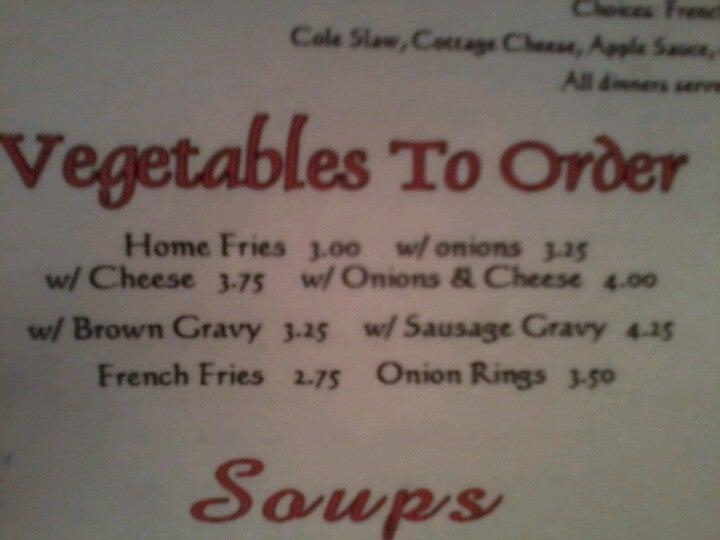 Choices: French
Cole Slaw, Cottage Cheese, Apple Sauce,
All dinners serve
Vegetables To Order
Home Fries 3.00 w/ onions 3.25
w/ Cheese 3.75 w/ Onions & Cheese 4.00
w/ Brown Gravy 3.25 w/ Sausage Gravy 4.25
French Fries 2.75 Onion Rings 3.50
Soups